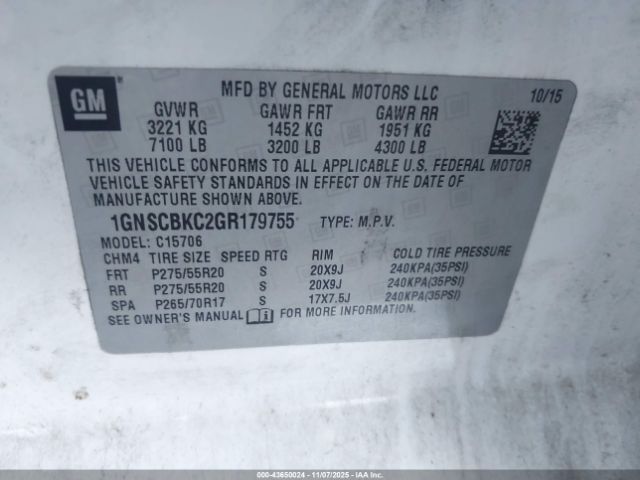 GM
MFD BY GENERAL MOTORS LLC 10/15
GVWR GAWR FRT GAWR RR
3221 KG 1452 KG 1951 KG
7100 LB 3200 LB 4300 LB
THIS VEHICLE CONFORMS TO ALL APPLICABLE U.S. FEDERAL MOTOR
VEHICLE SAFETY STANDARDS IN EFFECT ON THE DATE OF
MANUFACTURE SHOWN ABOVE.
1GNSCBKC2GR179755 TYPE: M.P.V.
MODEL: C15706
CHM4 TIRE SIZE SPEED RTG RIM COLD TIRE PRESSURE
FRT P275/55R20 S 20X9J 240KPA(35PSI)
RR P275/55R20 S 20X9J 240KPA(35PSI)
SPA P265/70R17 S 17X7.5J 240KPA(35PSI)
SEE OWNER'S MANUAL FOR MORE INFORMATION.
000-43650024 - 11/07/2025 - IAAI.COM